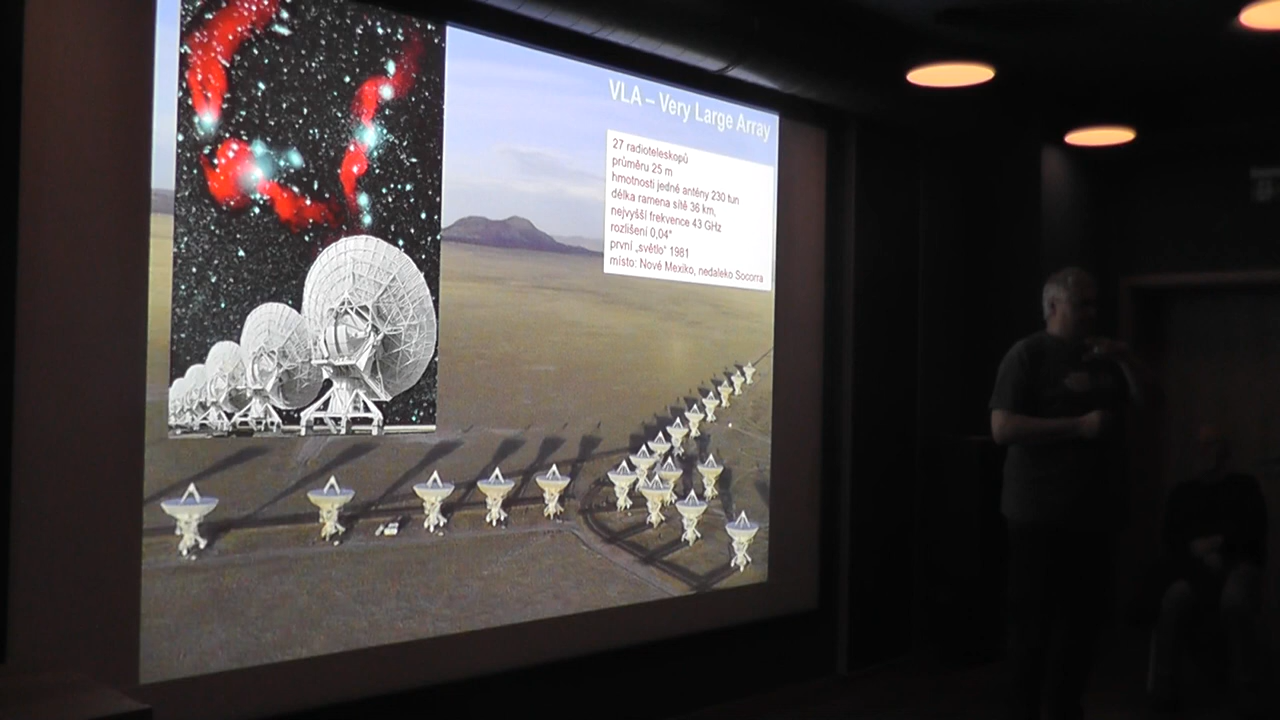 VLA – Very Large Array
27 radioteleskopů
průměru 25 m
hmotnosti jedné antény 230 tun
délka ramena sítě 36 km,
nejvyšší frekvence 43 GHz
rozlišení 0,04"
první „světlo“ 1981
místo: Nové Mexiko, nedaleko Socorra